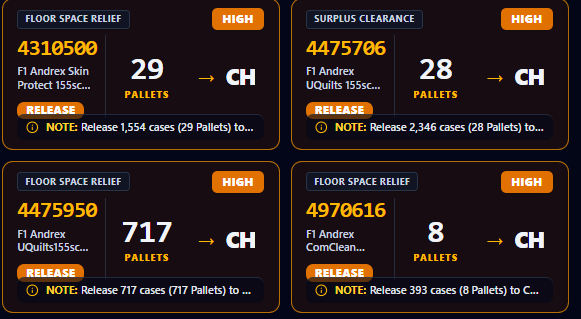 FLOOR SPACE RELIEF
HIGH
4310500
F1 Andrex Skin
Protect 155sc...
29
PALLETS
→
CH
RELEASE
NOTE: Release 1,554 cases (29 Pallets) to...
SURPLUS CLEARANCE
HIGH
4475706
F1 Andrex
UQuilts 155sc...
28
PALLETS
→
CH
RELEASE
NOTE: Release 2,346 cases (28 Pallets) to...
FLOOR SPACE RELIEF
HIGH
4475950
F1 Andrex
UQuilts155sc...
717
PALLETS
→
CH
RELEASE
NOTE: Release 717 cases (717 Pallets) to ...
FLOOR SPACE RELIEF
HIGH
4970616
F1 Andrex
ComClean...
8
PALLETS
→
CH
RELEASE
NOTE: Release 393 cases (8 Pallets) to C...